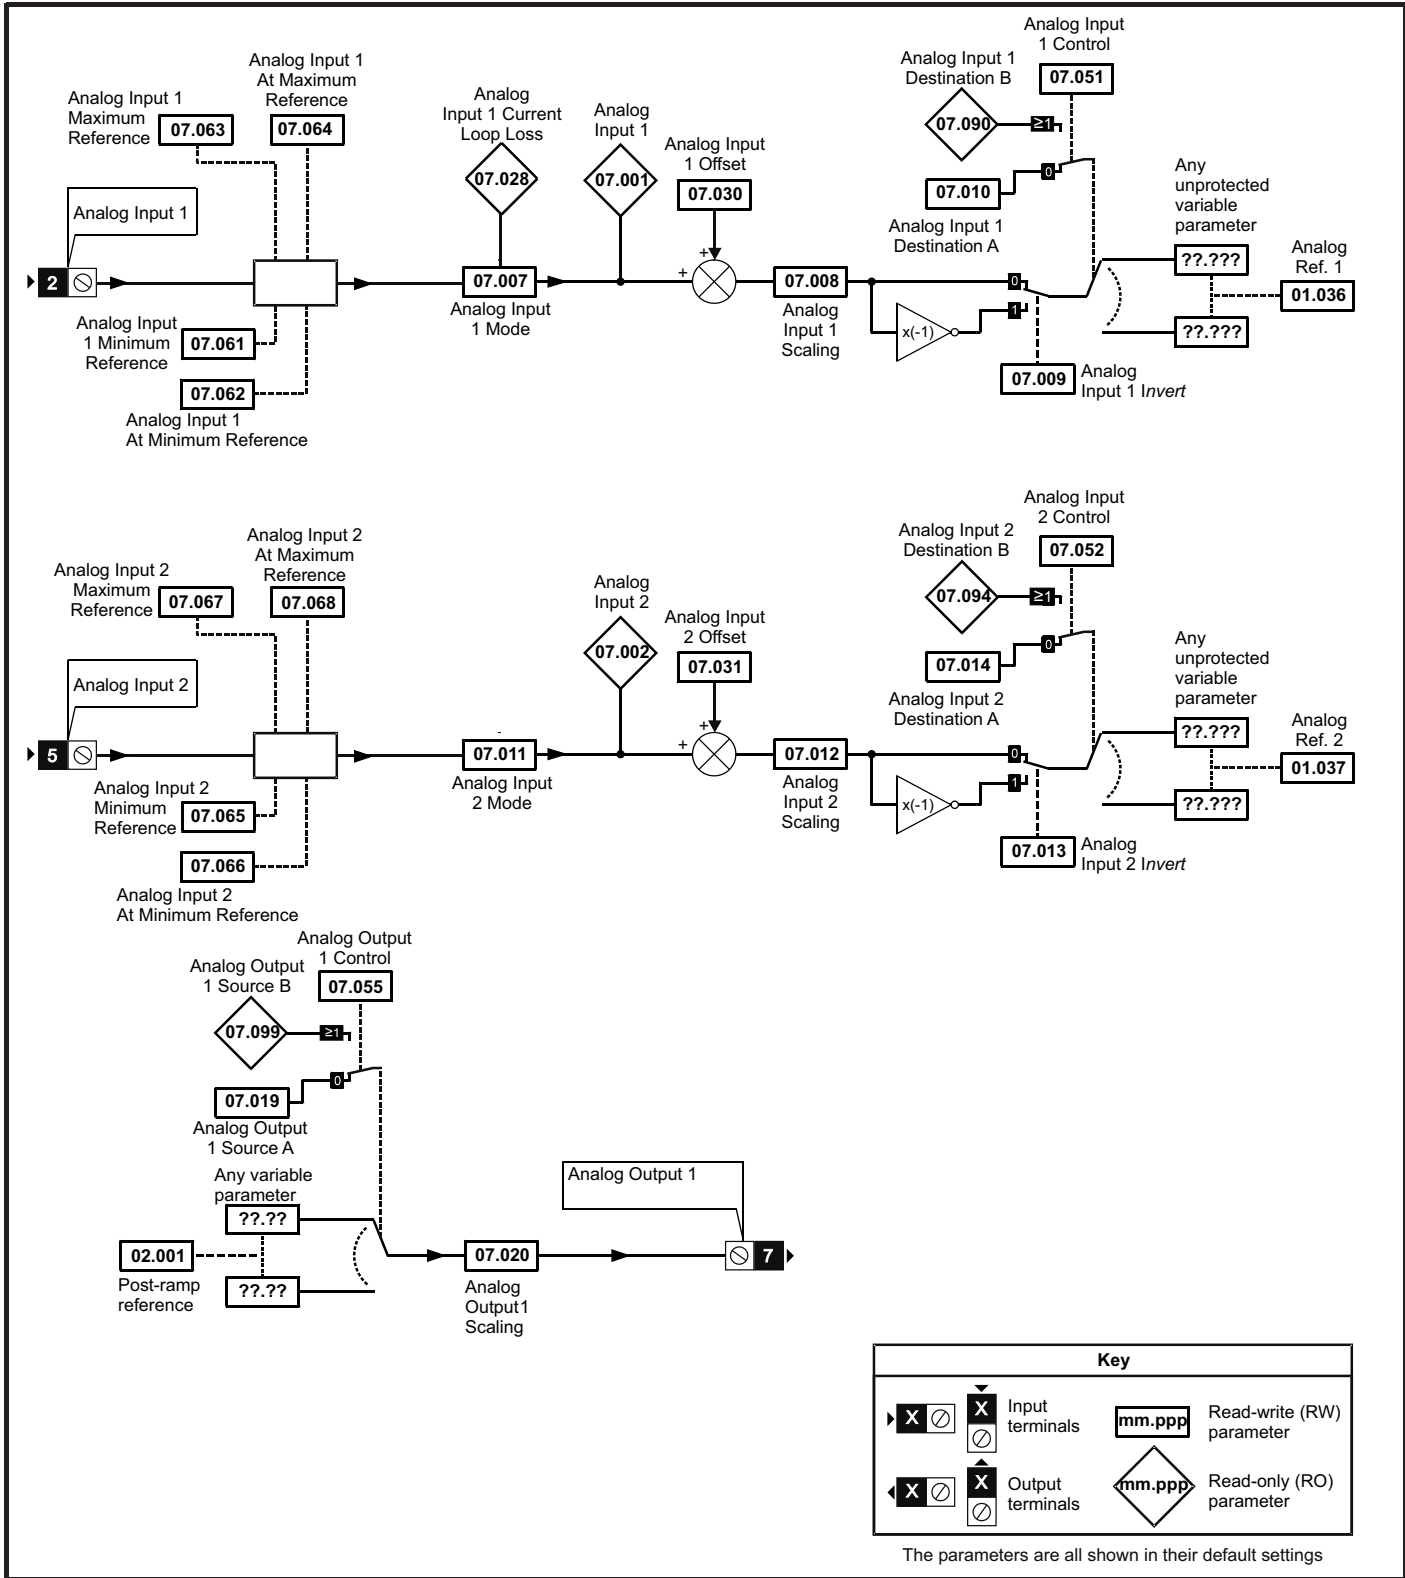 Analog Input 1
Maximum
Reference
07.063
Analog Input 1
At Maximum
Reference
07.064
Analog
Input 1 Current
Loop Loss
07.028
Analog
Input 1
07.001
Analog Input
1 Offset
07.030
Analog Input 1
Destination B
07.090
≥1
Analog Input
1 Control
07.051
0
07.010
Analog Input 1
Destination A
Any
unprotected
variable
parameter
??.???
??.???
Analog
Ref. 1
01.036
Analog Input 1
2
07.007
Analog Input
1 Mode
+
+
07.008
Analog
Input 1
Scaling
x(-1)
0
1
07.009
Analog
Input 1 Invert
Analog Input
1 Minimum
Reference
07.061
07.062
Analog Input 1
At Minimum Reference
Analog Input 2
Maximum
Reference
07.067
Analog Input 2
At Maximum
Reference
07.068
Analog
Input 2
07.002
Analog Input
2 Offset
07.031
Analog Input 2
Destination B
07.094
≥1
Analog Input
2 Control
07.052
0
07.014
Analog Input 2
Destination A
Any
unprotected
variable
parameter
??.???
??.???
Analog
Ref. 2
01.037
Analog Input 2
5
07.011
Analog Input
2 Mode
+
+
07.012
Analog
Input 2
Scaling
x(-1)
0
1
07.013
Analog
Input 2 Invert
Analog Input 2
Minimum
Reference
07.065
07.066
Analog Input 2
At Minimum Reference
Analog Output
1 Source B
07.099
≥1
Analog Output
1 Control
07.055
0
07.019
Analog Output
1 Source A
Any variable
parameter
??.??
??.??
02.001
Post-ramp
reference
07.020
Analog
Output1
Scaling
Analog Output 1
7
Key
X
X
Input
terminals
mm.ppp
Read-write (RW)
parameter
X
X
Output
terminals
mm.ppp
Read-only (RO)
parameter
The parameters are all shown in their default settings